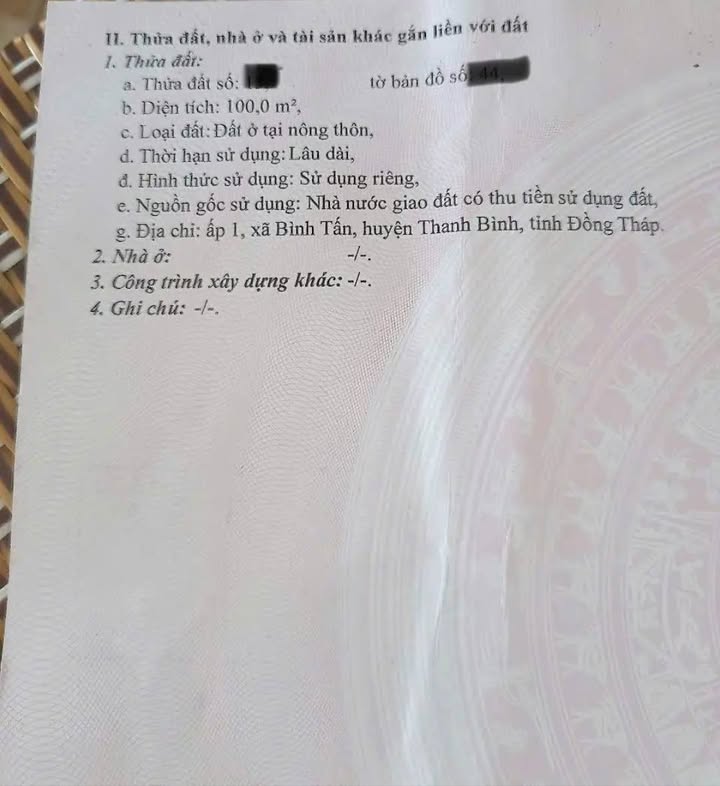 II. Thửa đất, nhà ở và tài sản khác gắn liền với đất
1. Thửa đất:
a. Thửa đất số: tờ bản đồ số
b. Diện tích: 100,0 m²,
c. Loại đất: Đất ở tại nông thôn,
d. Thời hạn sử dụng: Lâu dài,
đ. Hình thức sử dụng: Sử dụng riêng,
e. Nguồn gốc sử dụng: Nhà nước giao đất có thu tiền sử dụng đất,
g. Địa chỉ: ấp 1, xã Bình Tấn, huyện Thanh Bình, tỉnh Đồng Tháp.
2. Nhà ở: -/-.
3. Công trình xây dựng khác: -/-.
4. Ghi chú: -/-.